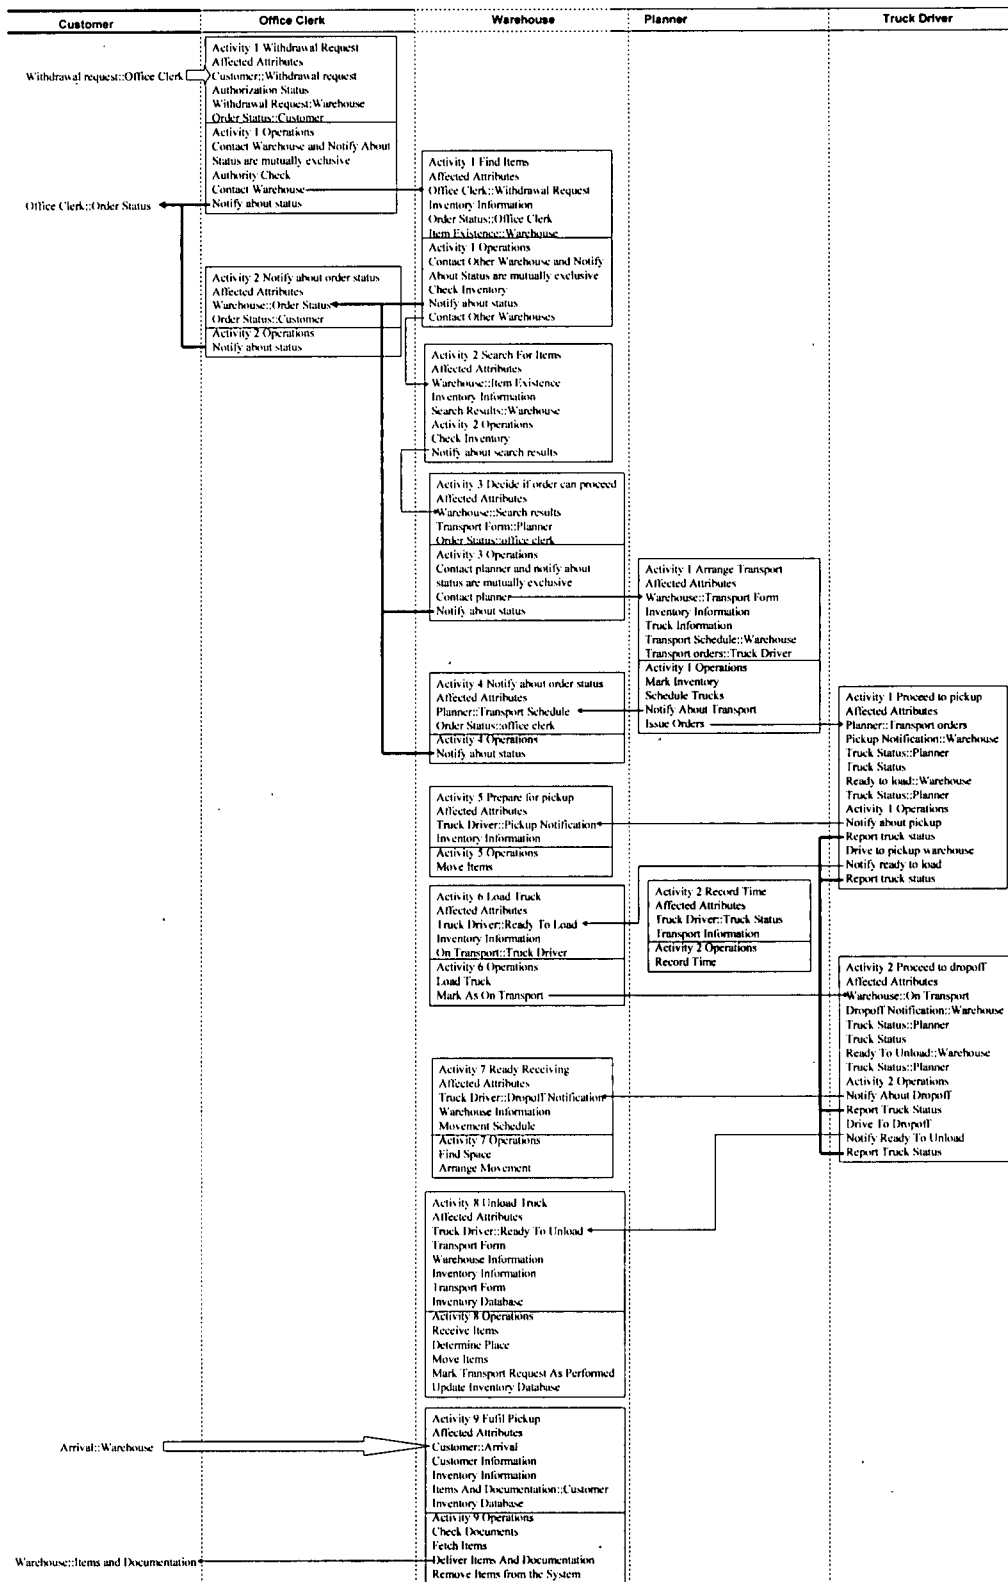 Customer
Office Clerk
Warehouse
Planner
Truck Driver
Withdrawal request::Office Clerk
Activity 1 Withdrawal Request
Affected Attributes
Customer::Withdrawal request
Authorization Status
Withdrawal Request:Warehouse
Order Status::Customer
Activity 1 Operations
Contact Warehouse and Notify About
Status are mutually exclusive
Authority Check
Contact Warehouse
Notify about status
Office Clerk::Order Status
Activity 1 Find Items
Affected Attributes
Office Clerk::Withdrawal Request
Inventory Information
Order Status::Office Clerk
Item Existence::Warehouse
Activity 1 Operations
Contact Other Warehouse and Notify
About Status are mutually exclusive
Check Inventory
Notify about status
Contact Other Warehouses
Activity 2 Notify about order status
Affected Attributes
Warehouse::Order Status
Order Status::Customer
Activity 2 Operations
Notify about status
Activity 2 Search For Items
Affected Attributes
Warehouse::Item Existence
Inventory Information
Search Results::Warehouse
Activity 2 Operations
Check Inventory
Notify about search results
Activity 3 Decide if order can proceed
Affected Attributes
Warehouse::Search results
Transport Form::Planner
Order Status::office clerk
Activity 3 Operations
Contact planner and notify about
status are mutually exclusive
Contact planner
Notify about status
Activity 1 Arrange Transport
Affected Attributes
Warehouse::Transport Form
Inventory Information
Truck Information
Transport Schedule::Warehouse
Transport orders::Truck Driver
Activity 1 Operations
Mark Inventory
Schedule Trucks
Notify About Transport
Issue Orders
Activity 4 Notify about order status
Affected Attributes
Planner::Transport Schedule
Order Status::office clerk
Activity 4 Operations
Notify about status
Activity 1 Proceed to pickup
Affected Attributes
Planner::Transport orders
Pickup Notification::Warehouse
Truck Status::Planner
Truck Status
Ready to load::Warehouse
Truck Status::Planner
Activity 1 Operations
Notify about pickup
Report truck status
Drive to pickup warehouse
Notify ready to load
Report truck status
Activity 5 Prepare for pickup
Affected Attributes
Truck Driver::Pickup Notification
Inventory Information
Activity 5 Operations
Move Items
Activity 6 Load Truck
Affected Attributes
Truck Driver::Ready To Load
Inventory Information
On Transport::Truck Driver
Activity 6 Operations
Load Truck
Mark As On Transport
Activity 2 Record Time
Affected Attributes
Truck Driver::Truck Status
Transport Information
Activity 2 Operations
Record Time
Activity 2 Proceed to dropoff
Affected Attributes
Warehouse::On Transport
Dropoff Notification::Warehouse
Truck Status::Planner
Truck Status
Ready To Unload::Warehouse
Truck Status::Planner
Activity 2 Operations
Notify About Dropoff
Report Truck Status
Drive To Dropoff
Notify Ready To Unload
Report Truck Status
Activity 7 Ready Receiving
Affected Attributes
Truck Driver::Dropoff Notification
Warehouse Information
Movement Schedule
Activity 7 Operations
Find Space
Arrange Movement
Activity 8 Unload Truck
Affected Attributes
Truck Driver::Ready To Unload
Transport Form
Warehouse Information
Inventory Information
Transport Form
Inventory Database
Activity 8 Operations
Receive Items
Determine Place
Move Items
Mark Transport Request As Performed
Update Inventory Database
Arrival::Warehouse
Activity 9 Fulfil Pickup
Affected Attributes
Customer::Arrival
Customer Information
Inventory Information
Items And Documentation::Customer
Inventory Database
Activity 9 Operations
Check Documents
Fetch Items
Deliver Items And Documentation
Remove Items from the System
Warehouse::Items and Documentation